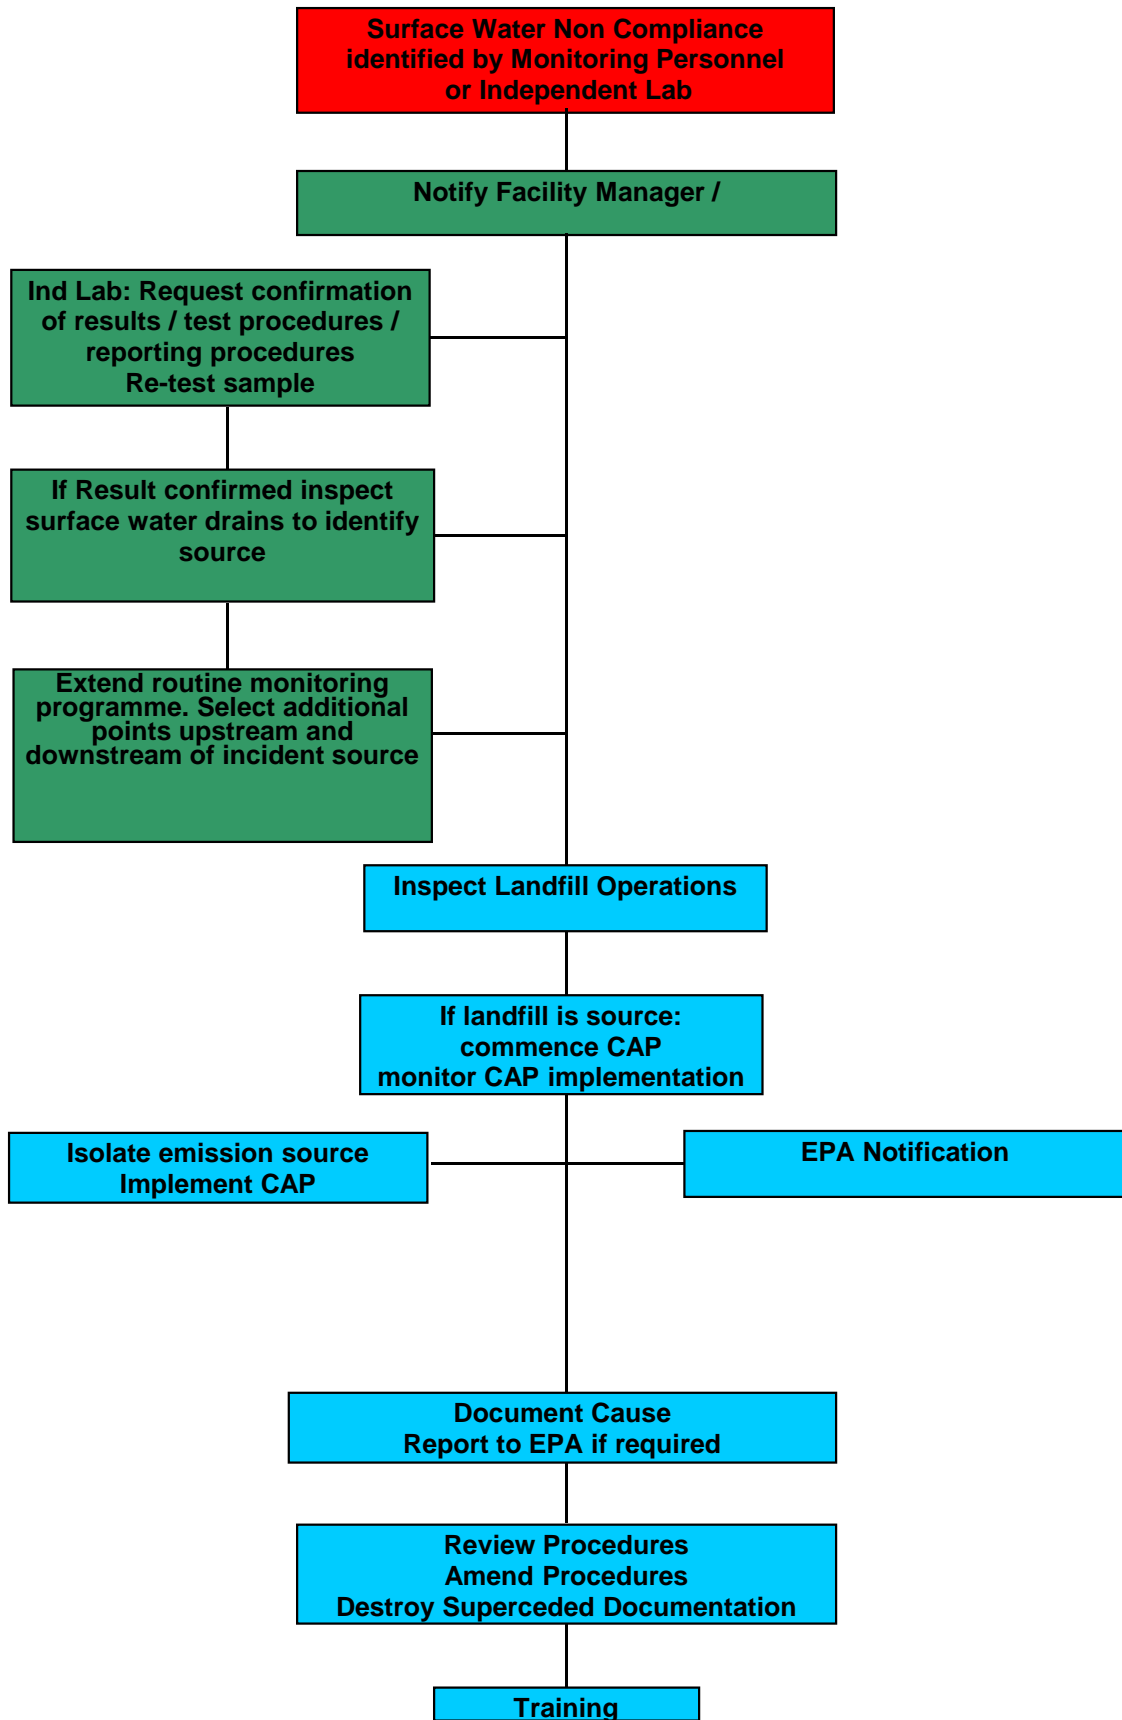 Surface Water Non Compliance
identified by Monitoring Personnel
or Independent Lab
Notify Facility Manager /
Ind Lab: Request confirmation
of results / test procedures /
reporting procedures
Re-test sample
If Result confirmed inspect
surface water drains to identify
source
Extend routine monitoring
programme. Select additional
points upstream and
downstream of incident source
Inspect Landfill Operations
If landfill is source:
commence CAP
monitor CAP implementation
Isolate emission source
Implement CAP
EPA Notification
Document Cause
Report to EPA if required
Review Procedures
Amend Procedures
Destroy Superceded Documentation
Training